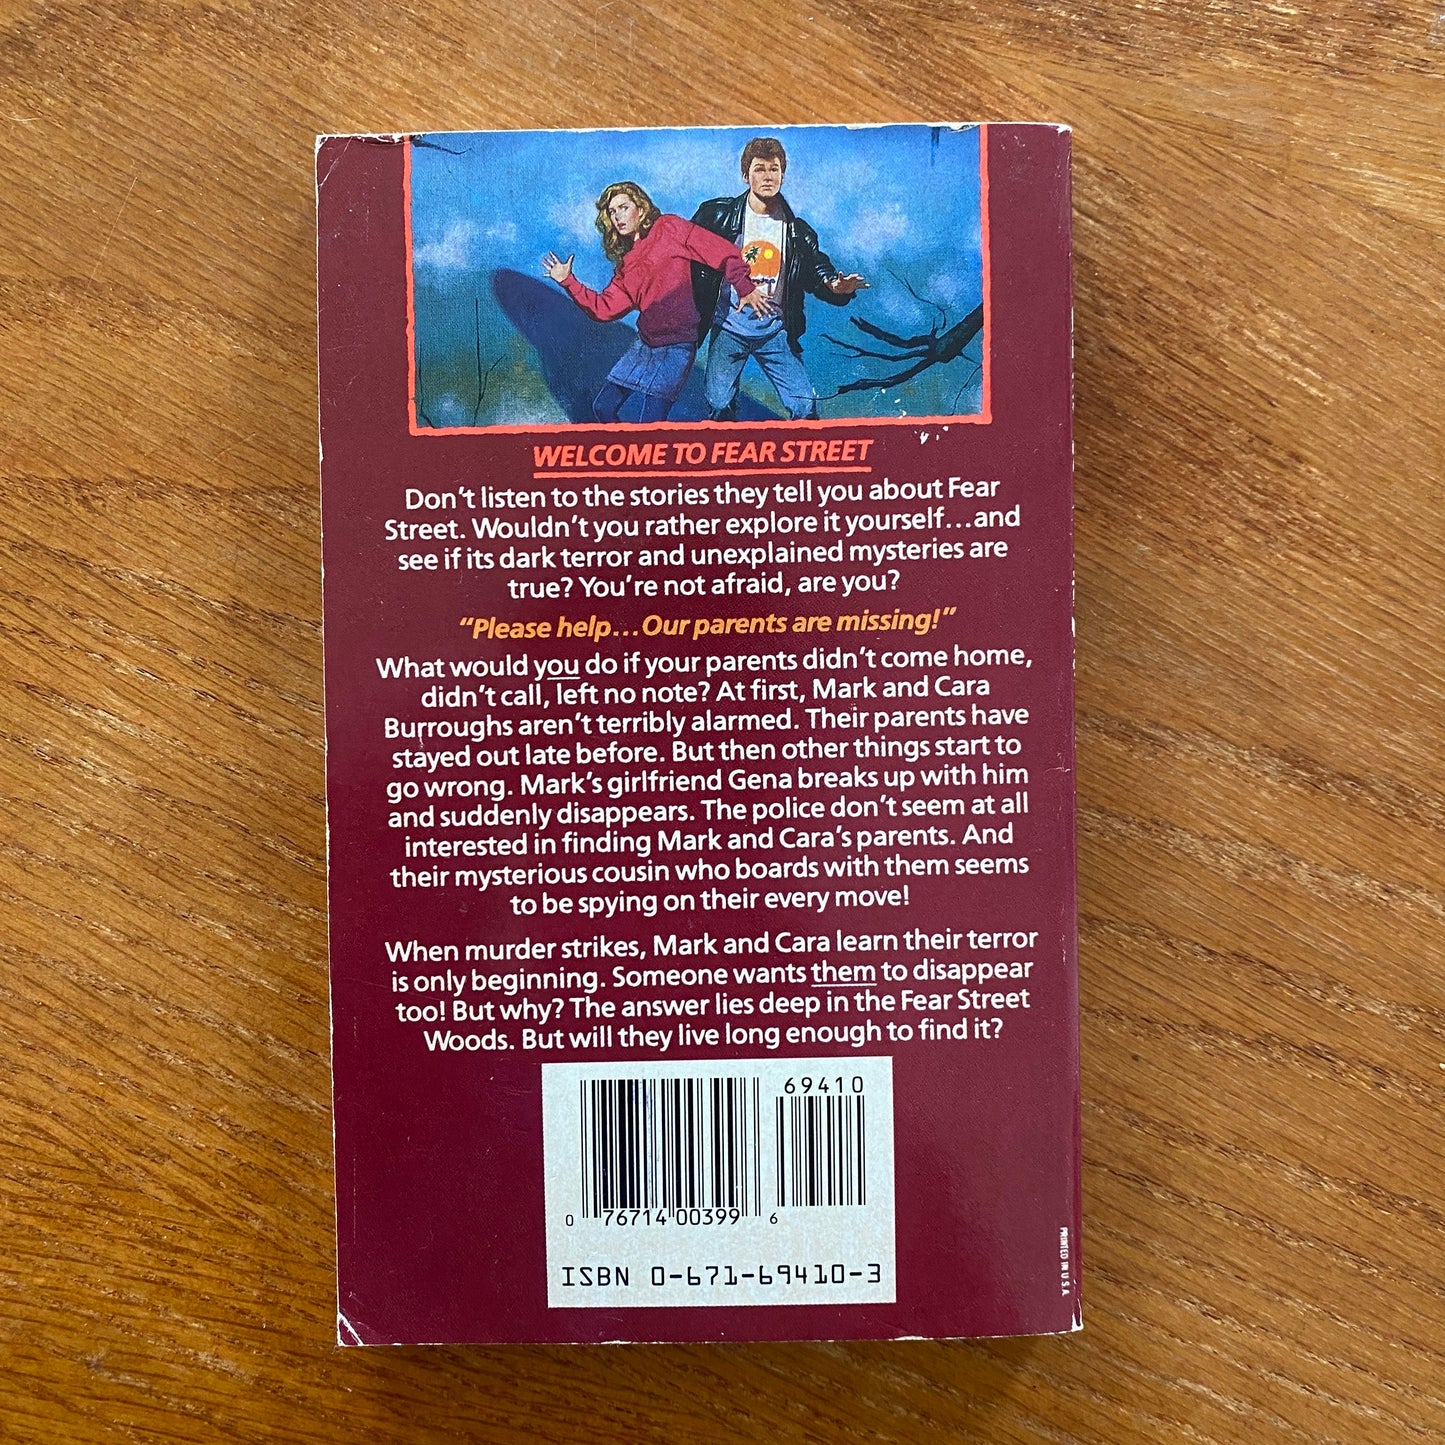 WELCOME TO FEAR STREET
Don't listen to the stories they tell you about Fear
Street. Wouldn't you rather explore it yourself...and
see if its dark terror and unexplained mysteries are
true? You're not afraid, are you?
"Please help...Our parents are missing!"
What would you do if your parents didn't come home,
didn't call, left no note? At first, Mark and Cara
Burroughs aren't terribly alarmed. Their parents have
stayed out late before. But then other things start to
go wrong. Mark's girlfriend Gena breaks up with him
and suddenly disappears. The police don't seem at all
interested in finding Mark and Cara's parents. And
their mysterious cousin who boards with them seems
to be spying on their every move!
When murder strikes, Mark and Cara learn their terror
is only beginning. Someone wants them to disappear
too! But why? The answer lies deep in the Fear Street
Woods. But will they live long enough to find it?
69410
0 76714 00399 6
ISBN 0-671-69410-3
PRINTED IN U.S.A.